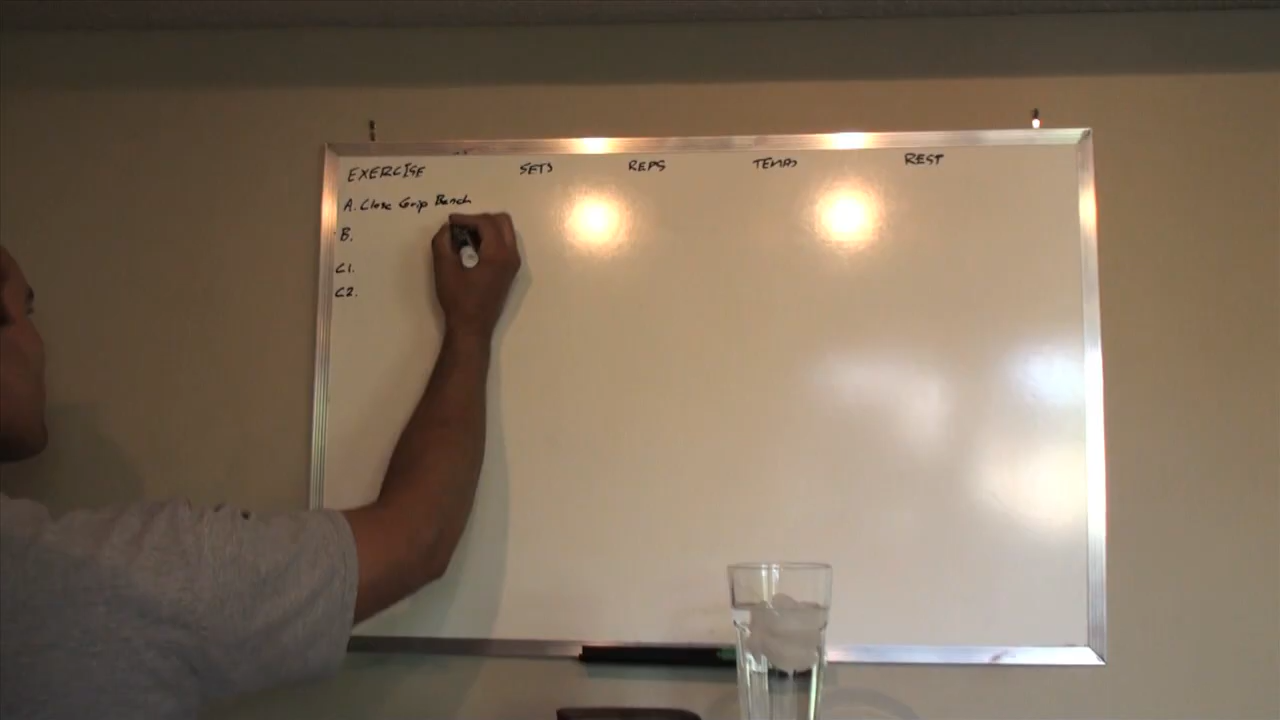 EXERCISE SETS REPS TEMPO REST
A. Close Grip Bench
B.
C1.
C2.